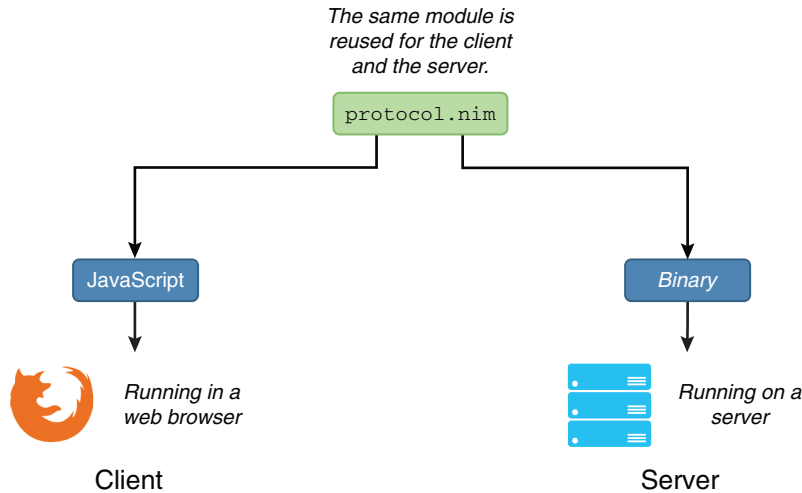 The same module is
reused for the client
and the server.
protocol.nim
JavaScript
Binary
Running in a
web browser
Running on a
server
Client
Server